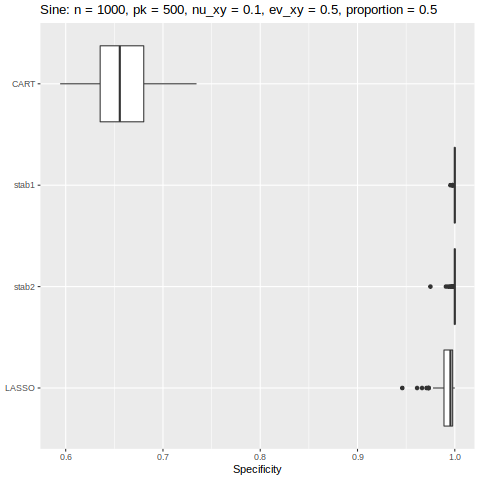 Sine: n = 1000, pk = 500, nu_xy = 0.1, ev_xy = 0.5, proportion = 0.5
CART
stab1
stab2
LASSO
0.6 0.7 0.8 0.9 1.0
Specificity